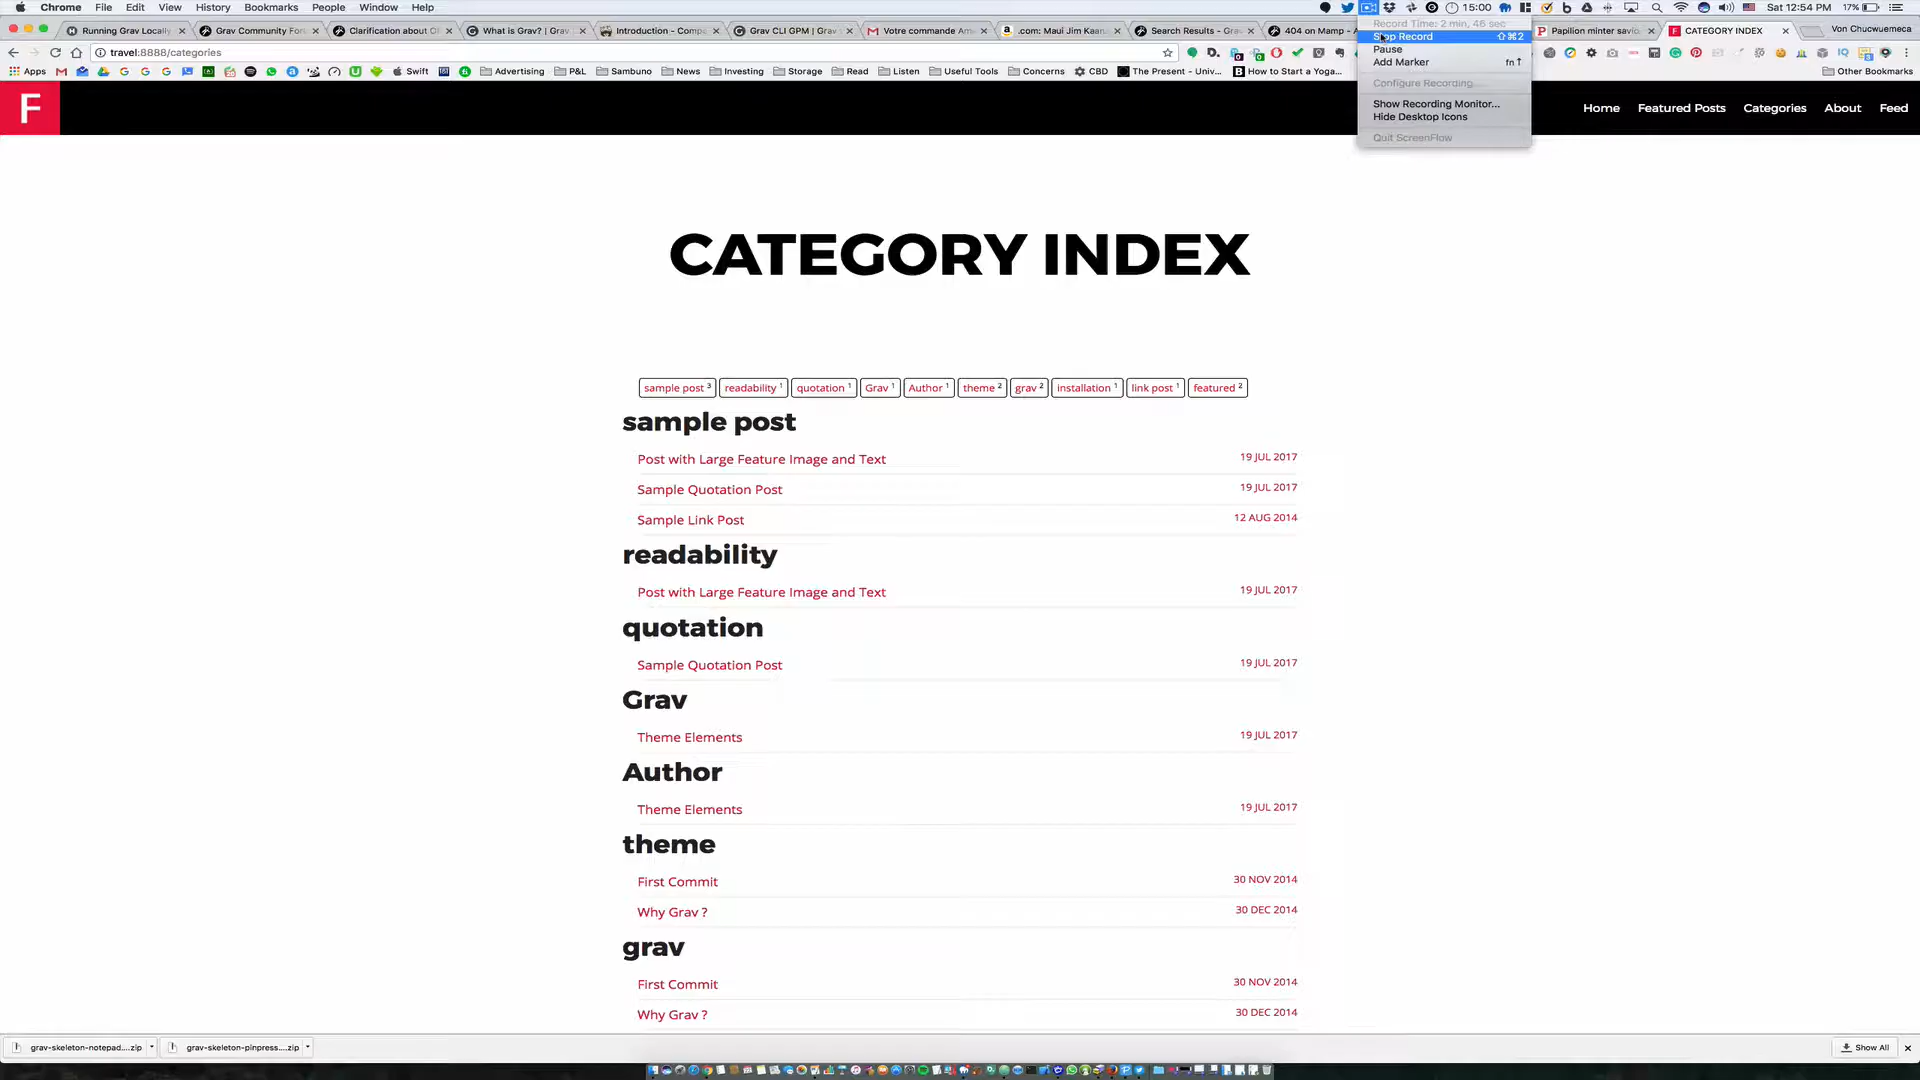 Chrome File Edit View History Bookmarks People Window Help 15:00 Sat 12:54 PM 17%
Record Time: 2 min, 46 sec
Stop Record ⇧⌘2
Pause
Add Marker fn↑
Configure Recording...
Show Recording Monitor...
Hide Desktop Icons
Quit ScreenFlow
Running Grav Locally
Grav Community For
Clarification about Of
What is Grav? | Grav
Introduction - Compo
Grav CLI GPM | Grav
Votre commande Am
.com: Maui Jim Kaan
Search Results - Gra
404 on Mamp - 
Papilion minter savic
CATEGORY INDEX
Von Chucwuemeca
travel:8888/categories
Apps Swift Advertising P&L Sambuno News Investing Storage Read Listen Useful Tools Concerns CBD The Present - Univ... How to Start a Yoga... Other Bookmarks
F
Home Featured Posts Categories About Feed
CATEGORY INDEX
sample post 3 readability 1 quotation 1 Grav 1 Author 1 theme 2 grav 2 installation 1 link post 1 featured 2
sample post
Post with Large Feature Image and Text 19 JUL 2017
Sample Quotation Post 19 JUL 2017
Sample Link Post 12 AUG 2014
readability
Post with Large Feature Image and Text 19 JUL 2017
quotation
Sample Quotation Post 19 JUL 2017
Grav
Theme Elements 19 JUL 2017
Author
Theme Elements 19 JUL 2017
theme
First Commit 30 NOV 2014
Why Grav ? 30 DEC 2014
grav
First Commit 30 NOV 2014
Why Grav ? 30 DEC 2014
grav-skeleton-notepad....zip
grav-skeleton-pinpress....zip
Show All